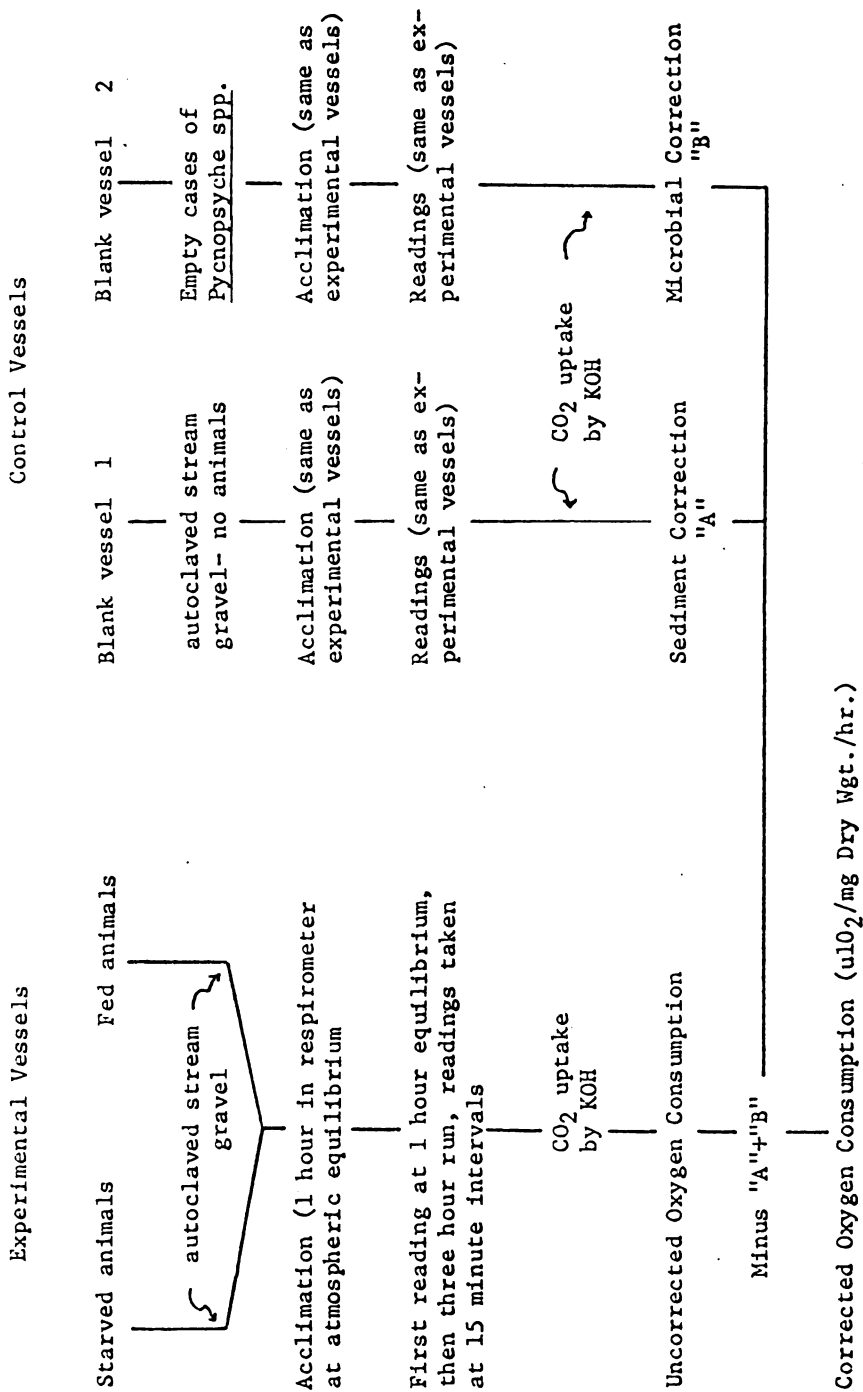 Experimental Vessels
Control Vessels
Starved animals
Fed animals
Blank vessel 1
Blank vessel 2
autoclaved stream
gravel
autoclaved stream
gravel- no animals
Empty cases of
Pycnopsyche spp.
Acclimation (1 hour in respirometer
at atmospheric equilibrium
Acclimation (same as
experimental vessels)
Acclimation (same as
experimental vessels)
First reading at 1 hour equilibrium,
then three hour run, readings taken
at 15 minute intervals
Readings (same as ex-
perimental vessels)
Readings (same as ex-
perimental vessels)
CO2 uptake
by KOH
CO2 uptake
by KOH
Uncorrected Oxygen Consumption
Sediment Correction
"A"
Microbial Correction
"B"
Minus "A"+"B"
Corrected Oxygen Consumption (ulO2/mg Dry Wgt./hr.)